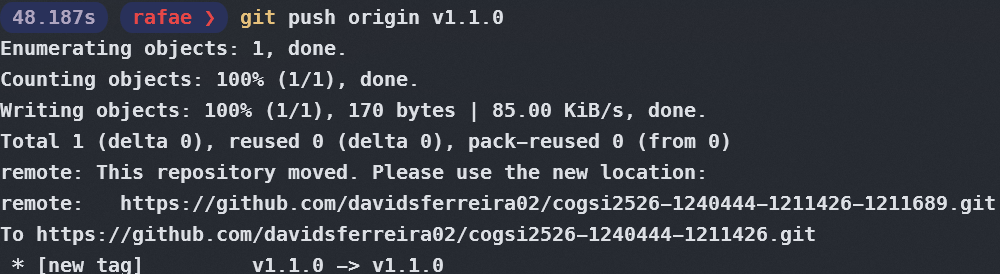 48.187s rafae ❯ git push origin v1.1.0
Enumerating objects: 1, done.
Counting objects: 100% (1/1), done.
Writing objects: 100% (1/1), 170 bytes | 85.00 KiB/s, done.
Total 1 (delta 0), reused 0 (delta 0), pack-reused 0 (from 0)
remote: This repository moved. Please use the new location:
remote:   https://github.com/davidsferreira02/cogsi2526-1240444-1211426-1211689.git
To https://github.com/davidsferreira02/cogsi2526-1240444-1211426.git
 * [new tag]         v1.1.0 -> v1.1.0